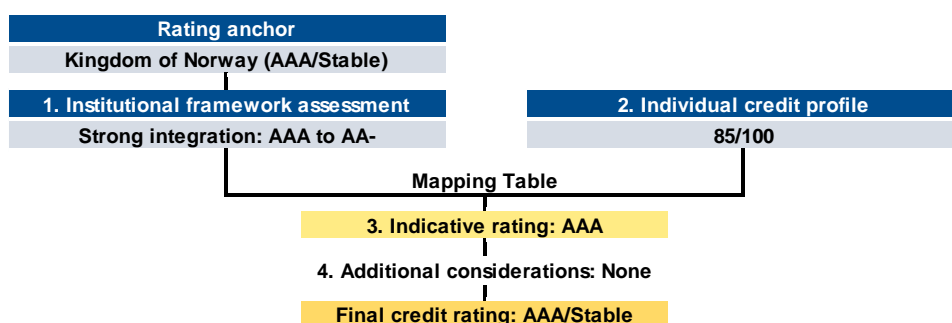 Rating anchor
Kingdom of Norway (AAA/Stable)
1. Institutional framework assessment
Strong integration: AAA to AA-
2. Individual credit profile
85/100
Mapping Table
3. Indicative rating: AAA
4. Additional considerations: None
Final credit rating: AAA/Stable